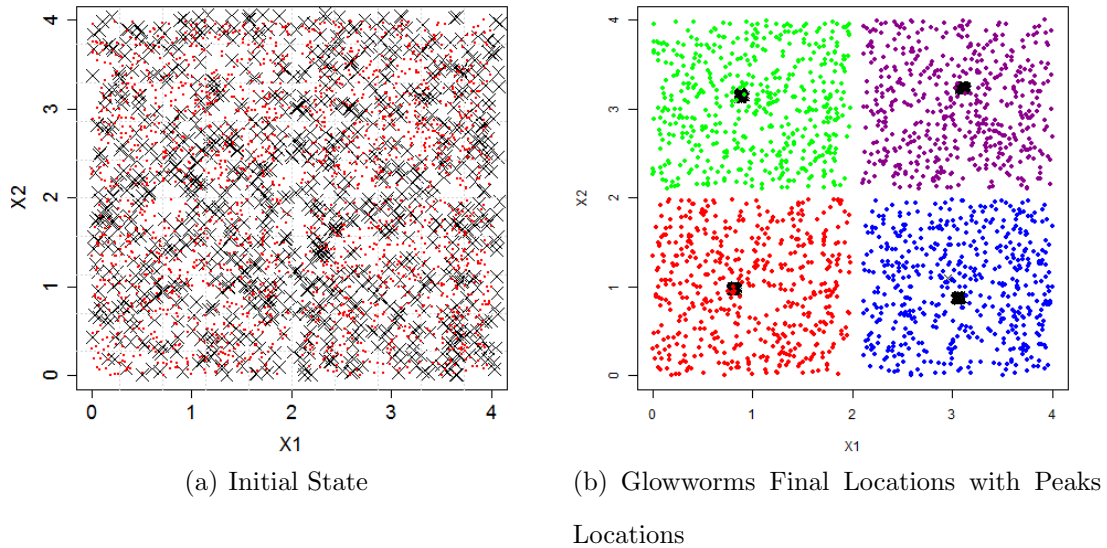 4
3
2
1
0
X2
0 1 2 3 4
X1
(a) Initial State
4
3
2
1
0
X2
0 1 2 3 4
X1
(b) Glowworms Final Locations with Peaks
Locations